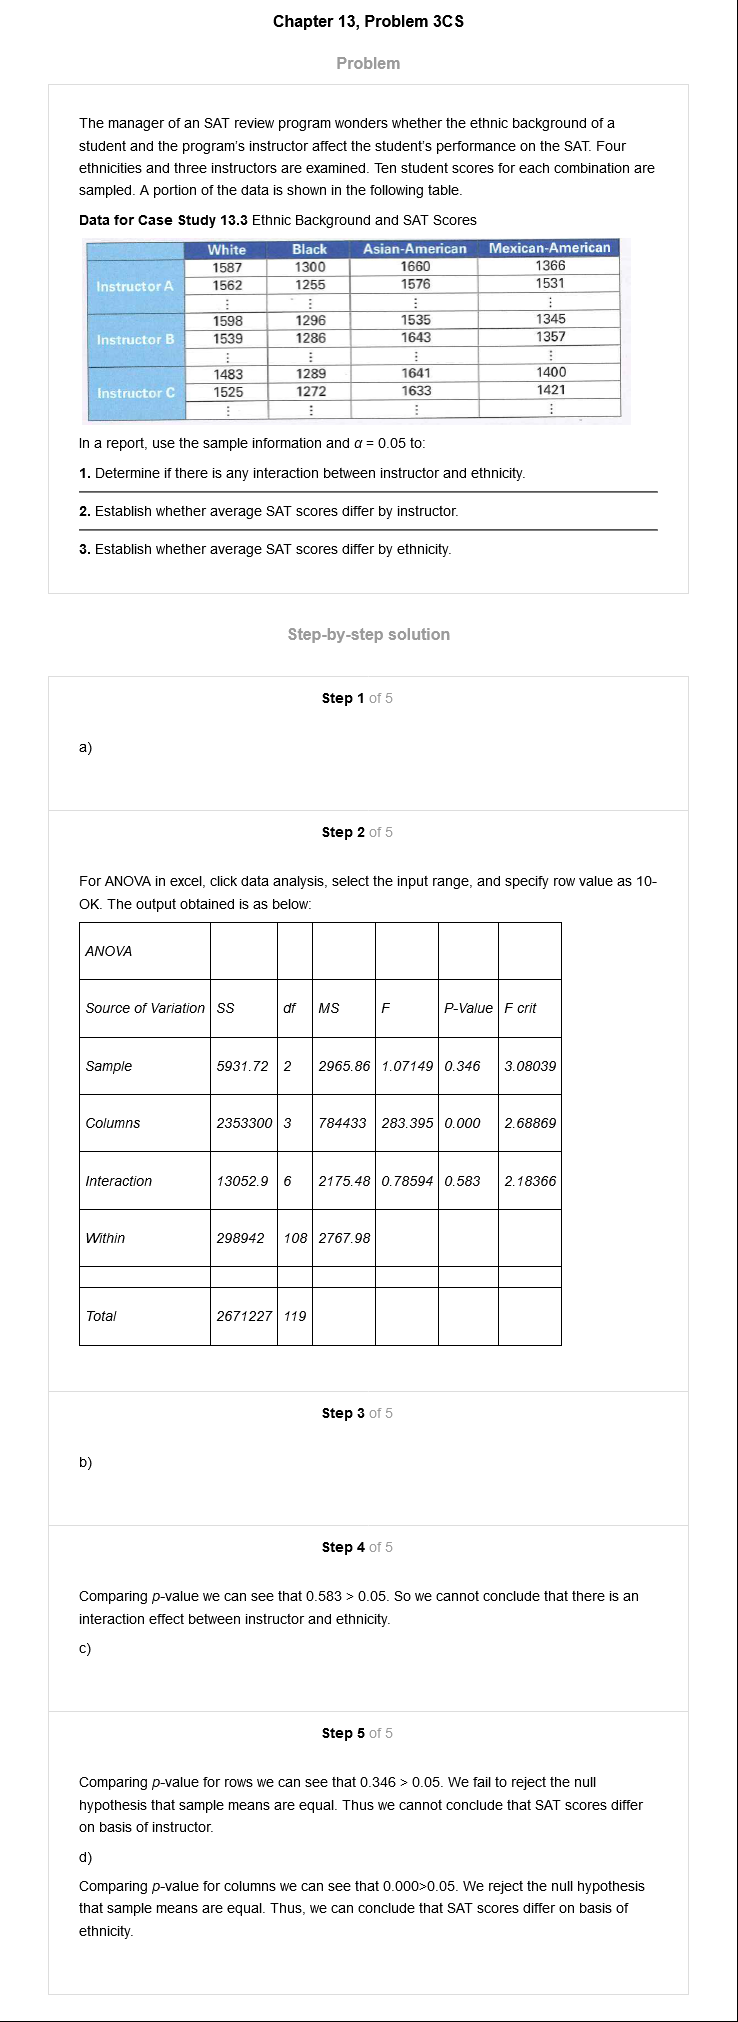 Chapter 13, Problem 3CS
Problem
The manager of an SAT review program wonders whether the ethnic background of a
student and the program's instructor affect the student's performance on the SAT. Four
ethnicities and three instructors are examined. Ten student scores for each combination are
sampled. A portion of the data is shown in the following table.
Data for Case Study 13.3 Ethnic Background and SAT Scores
White Black Asian-American Mexican-American
1587 1300 1660 1366
Instructor A 1562 1255 1576 1531
⋮ ⋮ ⋮ ⋮
1598 1296 1535 1345
Instructor B 1539 1286 1643 1357
⋮ ⋮ ⋮ ⋮
1483 1289 1641 1400
Instructor C 1525 1272 1633 1421
⋮ ⋮ ⋮ ⋮
In a report, use the sample information and α = 0.05 to:
1. Determine if there is any interaction between instructor and ethnicity.
2. Establish whether average SAT scores differ by instructor.
3. Establish whether average SAT scores differ by ethnicity.
Step-by-step solution
Step 1 of 5
a)
Step 2 of 5
For ANOVA in excel, click data analysis, select the input range, and specify row value as 10-
OK. The output obtained is as below:
ANOVA
Source of Variation SS df MS F P-Value F crit
Sample 5931.72 2 2965.86 1.07149 0.346 3.08039
Columns 2353300 3 784433 283.395 0.000 2.68869
Interaction 13052.9 6 2175.48 0.78594 0.583 2.18366
Within 298942 108 2767.98
Total 2671227 119
Step 3 of 5
b)
Step 4 of 5
Comparing p-value we can see that 0.583 > 0.05. So we cannot conclude that there is an
interaction effect between instructor and ethnicity.
c)
Step 5 of 5
Comparing p-value for rows we can see that 0.346 > 0.05. We fail to reject the null
hypothesis that sample means are equal. Thus we cannot conclude that SAT scores differ
on basis of instructor.
d)
Comparing p-value for columns we can see that 0.000>0.05. We reject the null hypothesis
that sample means are equal. Thus, we can conclude that SAT scores differ on basis of
ethnicity.